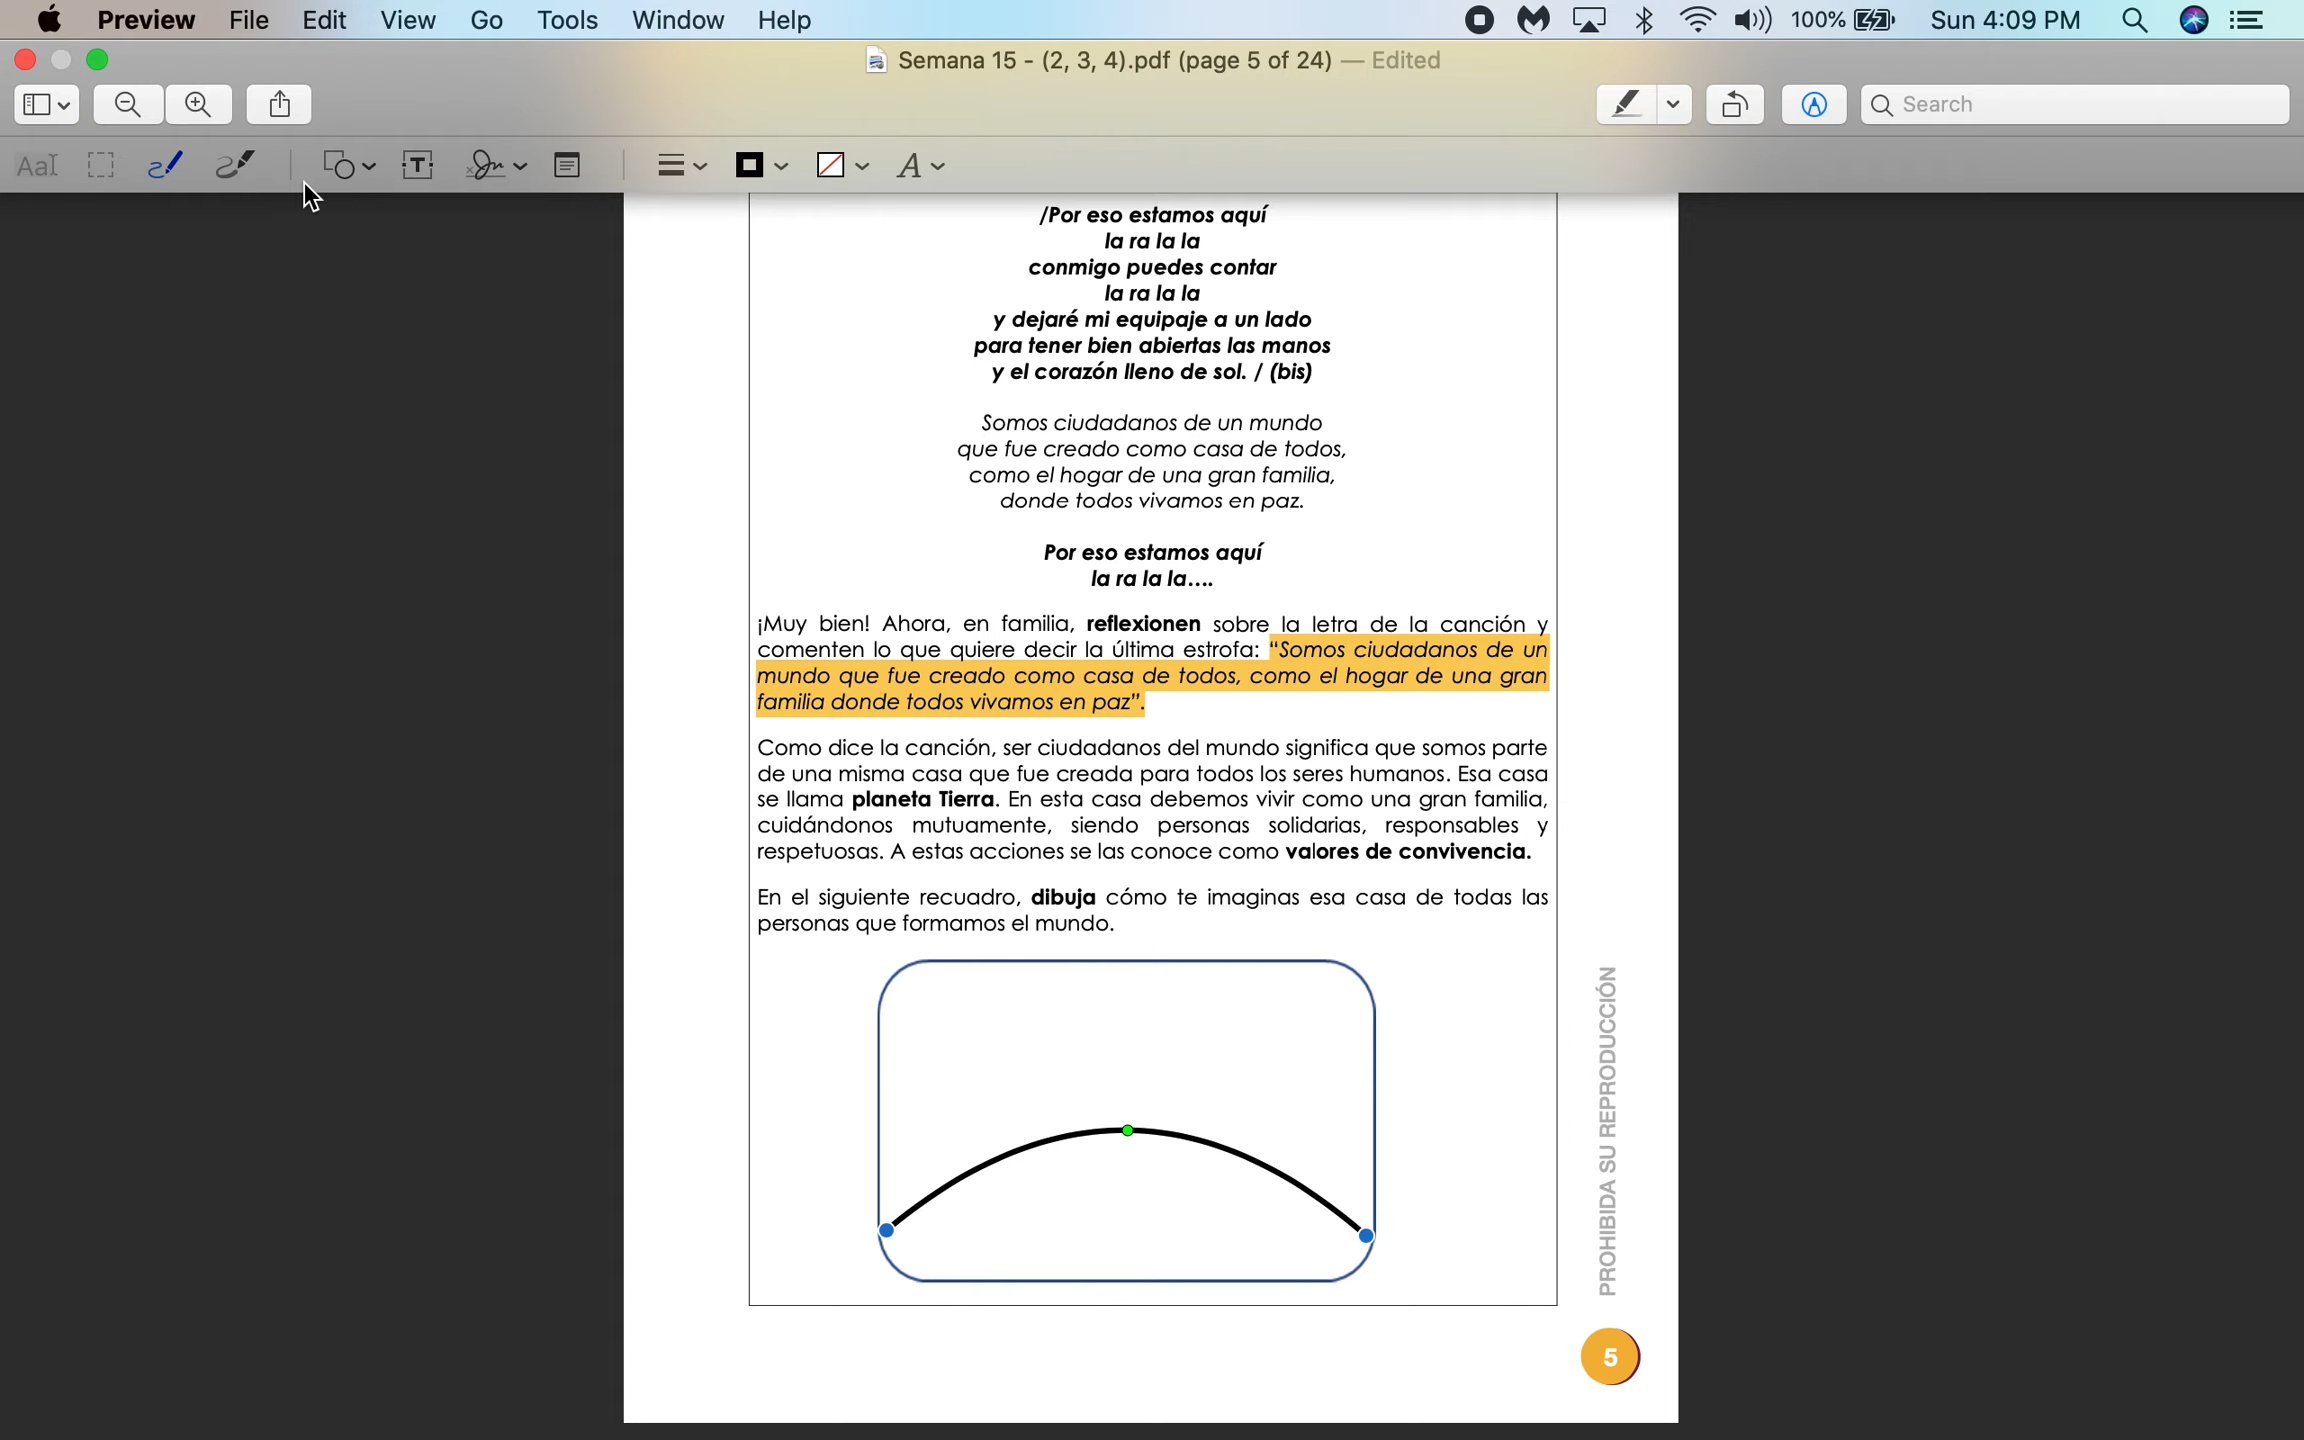 Preview File Edit View Go Tools Window Help 100% Sun 4:09 PM
Semana 15 - (2, 3, 4).pdf (page 5 of 24) — Edited
Search
AaI T A
/Por eso estamos aquí
la ra la la
conmigo puedes contar
la ra la la
y dejaré mi equipaje a un lado
para tener bien abiertas las manos
y el corazón lleno de sol. / (bis)
Somos ciudadanos de un mundo
que fue creado como casa de todos,
como el hogar de una gran familia,
donde todos vivamos en paz.
Por eso estamos aquí
la ra la la....
¡Muy bien! Ahora, en familia, reflexionen sobre la letra de la canción y
comenten lo que quiere decir la última estrofa: “Somos ciudadanos de un
mundo que fue creado como casa de todos, como el hogar de una gran
familia donde todos vivamos en paz”.
Como dice la canción, ser ciudadanos del mundo significa que somos parte
de una misma casa que fue creada para todos los seres humanos. Esa casa
se llama planeta Tierra. En esta casa debemos vivir como una gran familia,
cuidándonos mutuamente, siendo personas solidarias, responsables y
respetuosas. A estas acciones se las conoce como valores de convivencia.
En el siguiente recuadro, dibuja cómo te imaginas esa casa de todas las
personas que formamos el mundo.
PROHIBIDA SU REPRODUCCIÓN
5